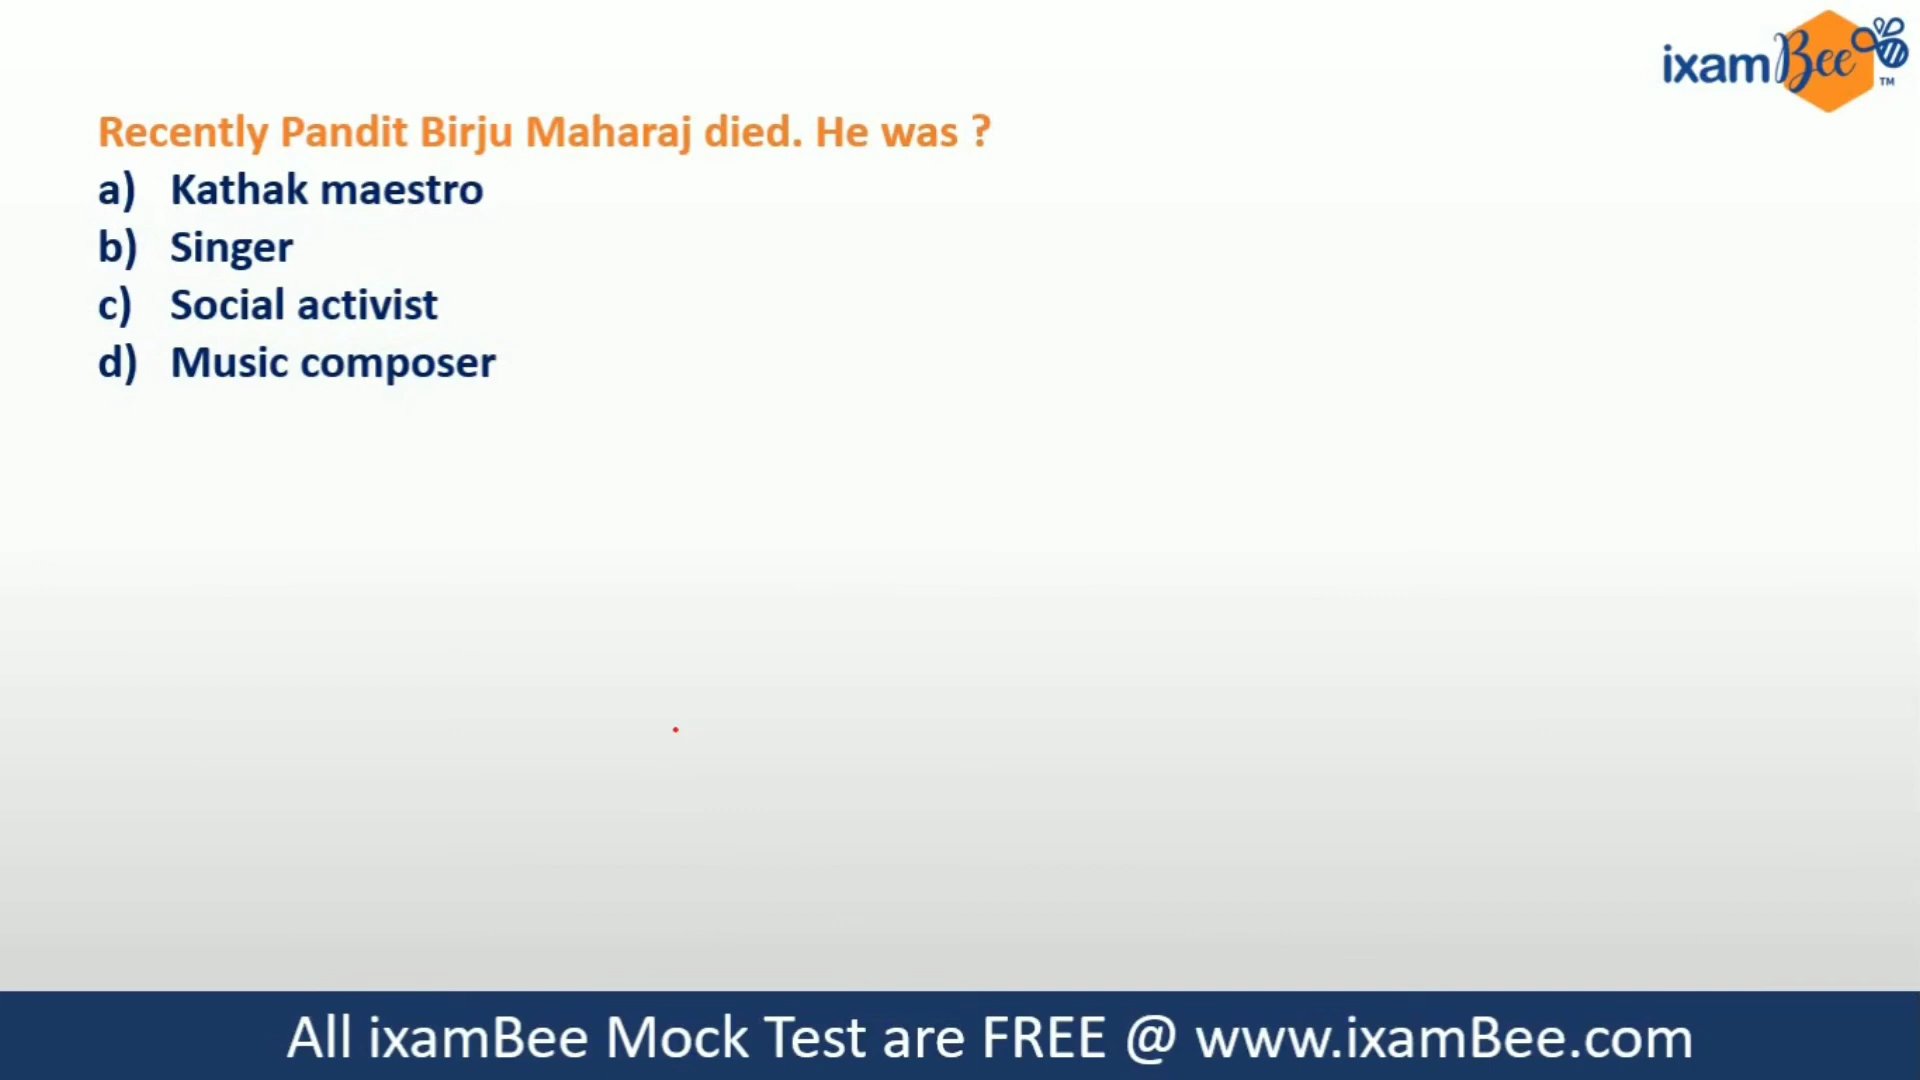 ixamBee TM
Recently Pandit Birju Maharaj died. He was ?
a) Kathak maestro
b) Singer
c) Social activist
d) Music composer
All ixamBee Mock Test are FREE @ www.ixamBee.com